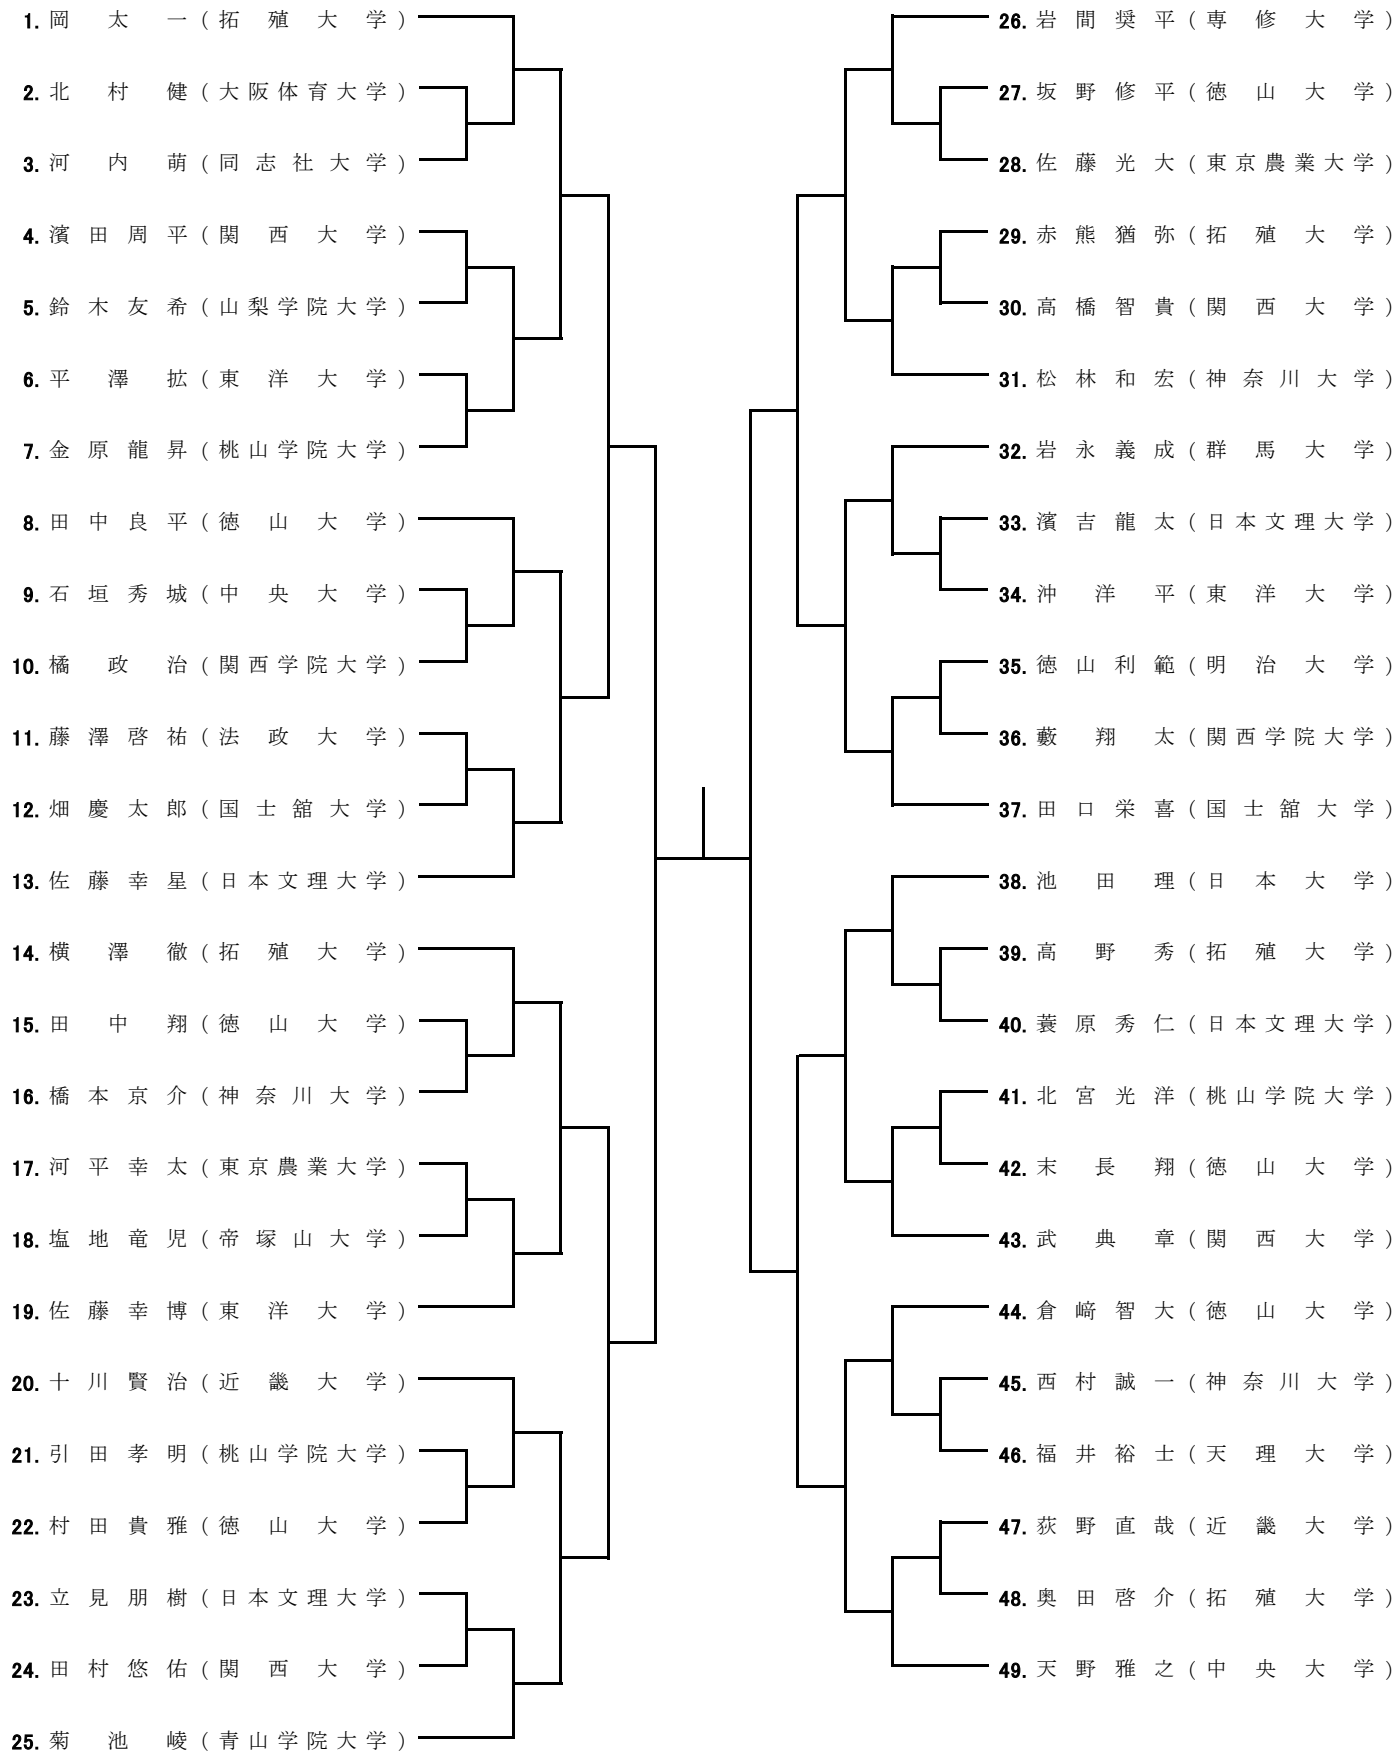 1. 岡太一(拓殖大学)
2. 北村健(大阪体育大学)
3. 河内萌(同志社大学)
4. 濱田周平(関西大学)
5. 鈴木友希(山梨学院大学)
6. 平澤拡(東洋大学)
7. 金原龍昇(桃山学院大学)
8. 田中良平(徳山大学)
9. 石垣秀城(中央大学)
10. 橘政治(関西学院大学)
11. 藤澤啓祐(法政大学)
12. 畑慶太郎(国士舘大学)
13. 佐藤幸星(日本文理大学)
14. 横澤徹(拓殖大学)
15. 田中翔(徳山大学)
16. 橋本京介(神奈川大学)
17. 河平幸太(東京農業大学)
18. 塩地竜児(帝塚山大学)
19. 佐藤幸博(東洋大学)
20. 十川賢治(近畿大学)
21. 引田孝明(桃山学院大学)
22. 村田貴雅(徳山大学)
23. 立見朋樹(日本文理大学)
24. 田村悠佑(関西大学)
25. 菊池崚(青山学院大学)
26. 岩間奨平(専修大学)
27. 坂野修平(徳山大学)
28. 佐藤光大(東京農業大学)
29. 赤熊猶弥(拓殖大学)
30. 高橋智貴(関西大学)
31. 松林和宏(神奈川大学)
32. 岩永義成(群馬大学)
33. 濱吉龍太(日本文理大学)
34. 沖洋平(東洋大学)
35. 徳山利範(明治大学)
36. 藪翔太(関西学院大学)
37. 田口栄喜(国士舘大学)
38. 池田理(日本大学)
39. 高野秀(拓殖大学)
40. 蓑原秀仁(日本文理大学)
41. 北宮光洋(桃山学院大学)
42. 末長翔(徳山大学)
43. 武典章(関西大学)
44. 倉﨑智大(徳山大学)
45. 西村誠一(神奈川大学)
46. 福井裕士(天理大学)
47. 荻野直哉(近畿大学)
48. 奥田啓介(拓殖大学)
49. 天野雅之(中央大学)